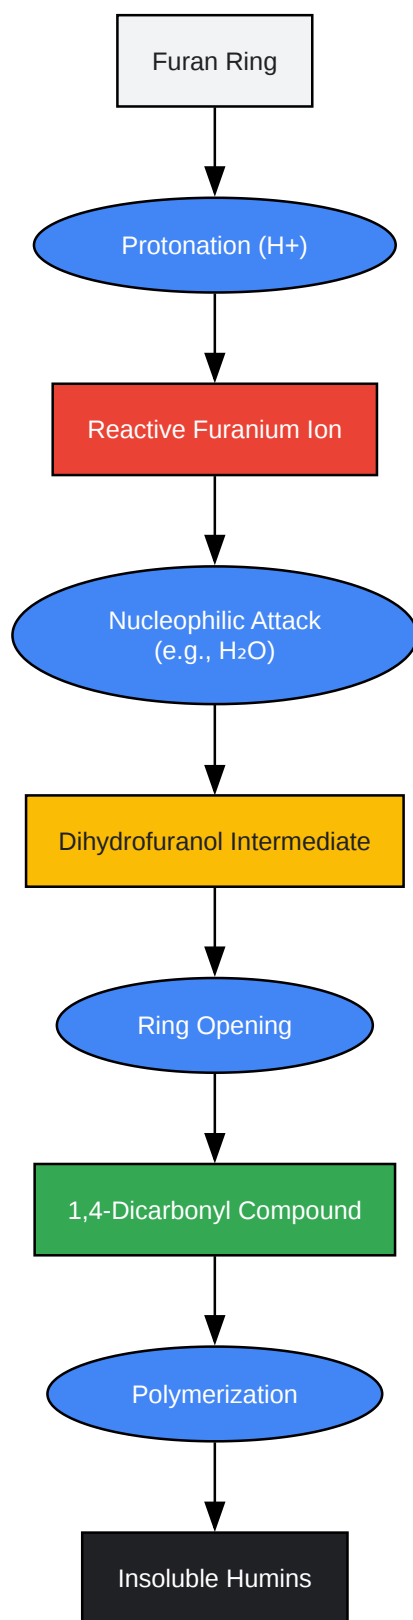 Furan Ring
Protonation (H+)
Reactive Furanium Ion
Nucleophilic Attack
(e.g., H₂O)
Dihydrofuranol Intermediate
Ring Opening
1,4-Dicarbonyl Compound
Polymerization
Insoluble Humins